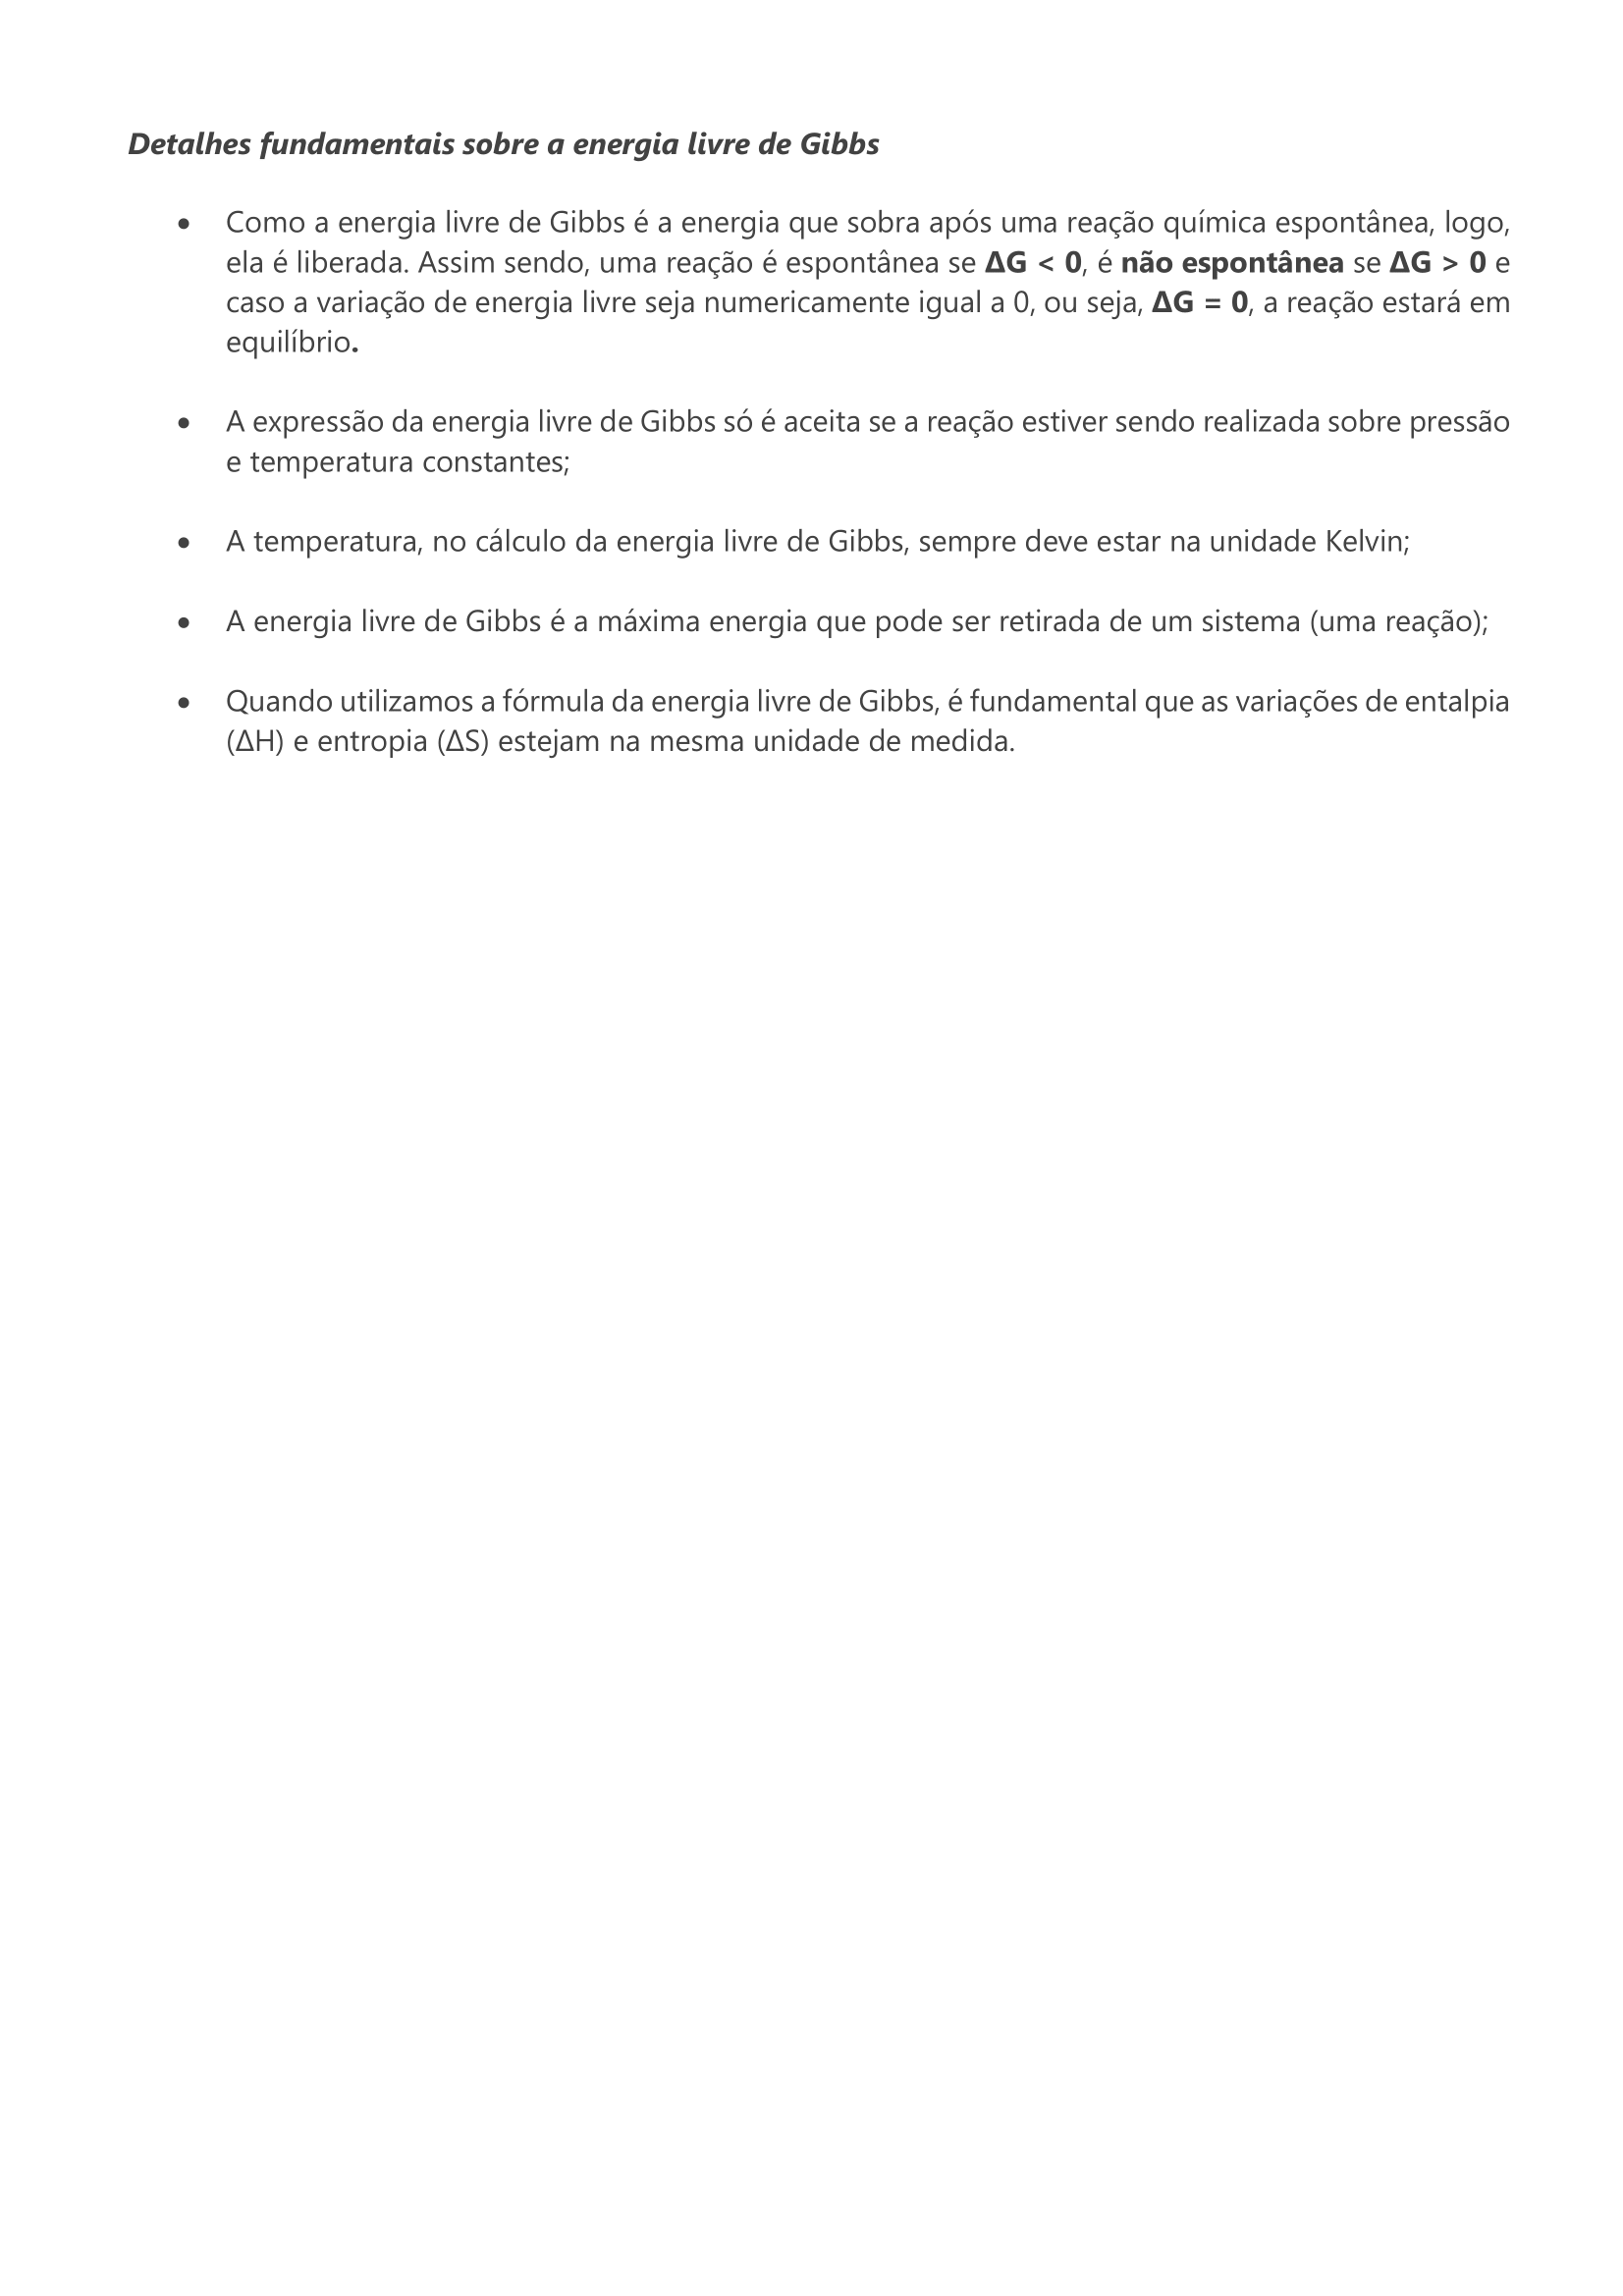 Detalhes fundamentais sobre a energia livre de Gibbs
• Como a energia livre de Gibbs é a energia que sobra após uma reação química espontânea, logo,
ela é liberada. Assim sendo, uma reação é espontânea se ΔG < 0, é não espontânea se ΔG > 0 e
caso a variação de energia livre seja numericamente igual a 0, ou seja, ΔG = 0, a reação estará em
equilíbrio.
• A expressão da energia livre de Gibbs só é aceita se a reação estiver sendo realizada sobre pressão
e temperatura constantes;
• A temperatura, no cálculo da energia livre de Gibbs, sempre deve estar na unidade Kelvin;
• A energia livre de Gibbs é a máxima energia que pode ser retirada de um sistema (uma reação);
• Quando utilizamos a fórmula da energia livre de Gibbs, é fundamental que as variações de entalpia
(ΔH) e entropia (ΔS) estejam na mesma unidade de medida.